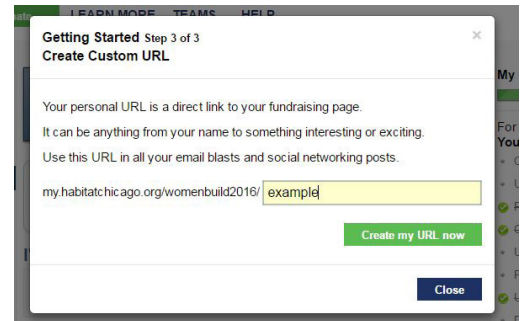 LEARN MORE TEAMS HELP
Getting Started Step 3 of 3
×
Create Custom URL
My
Your personal URL is a direct link to your fundraising page.
For
It can be anything from your name to something interesting or exciting.
You
Use this URL in all your email blasts and social networking posts.
my.habitatchicago.org/womenbuild2016/ example
Create my URL now
Close